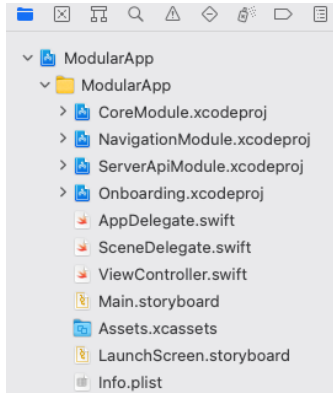 ModularApp
ModularApp
CoreModule.xcodeproj
NavigationModule.xcodeproj
ServerApiModule.xcodeproj
Onboarding.xcodeproj
AppDelegate.swift
SceneDelegate.swift
ViewController.swift
Main.storyboard
Assets.xcassets
LaunchScreen.storyboard
Info.plist